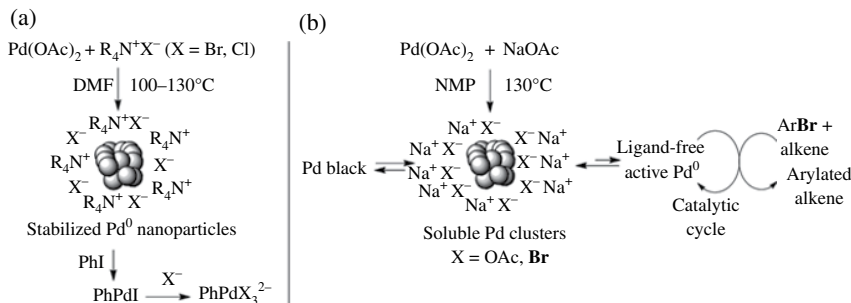 (a)
Pd(OAc)₂ + R₄N⁺X⁻ (X = Br, Cl)
DMF 100–130°C
R₄N⁺X⁻
X⁻ R₄N⁺
R₄N⁺ X⁻
X⁻ R₄N⁺
R₄N⁺ X⁻
Stabilized Pd⁰ nanoparticles
PhI
PhPdI X⁻ PhPdX₃²⁻
(b)
Pd(OAc)₂ + NaOAc
NMP 130°C
Na⁺ X⁻
Na⁺ X⁻ X⁻ Na⁺
Pd black Na⁺ X⁻ X⁻ Na⁺
Na⁺ X⁻ X⁻ Na⁺
Na⁺ X⁻
Soluble Pd clusters
X = OAc, Br
Ligand-free
active Pd⁰
ArBr +
alkene
Arylated
alkene
Catalytic
cycle